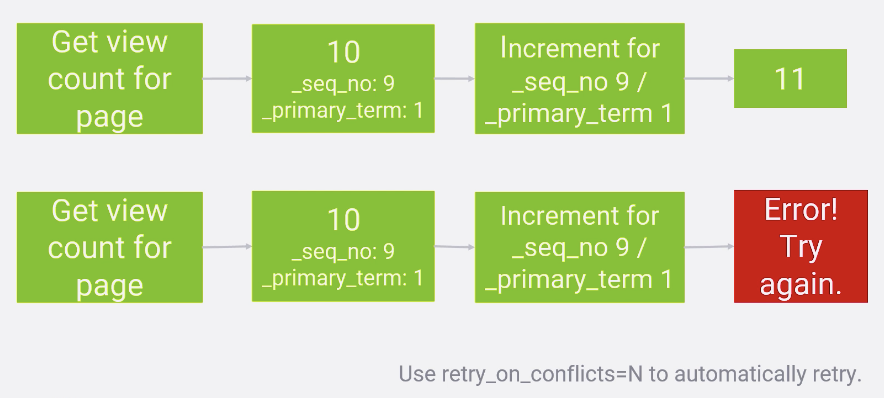 Get view
count for
page
10
_seq_no: 9
_primary_term: 1
Increment for
_seq_no 9 /
_primary_term 1
11
Get view
count for
page
10
_seq_no: 9
_primary_term: 1
Increment for
_seq_no 9 /
_primary_term 1
Error!
Try
again.
Use retry_on_conflicts=N to automatically retry.